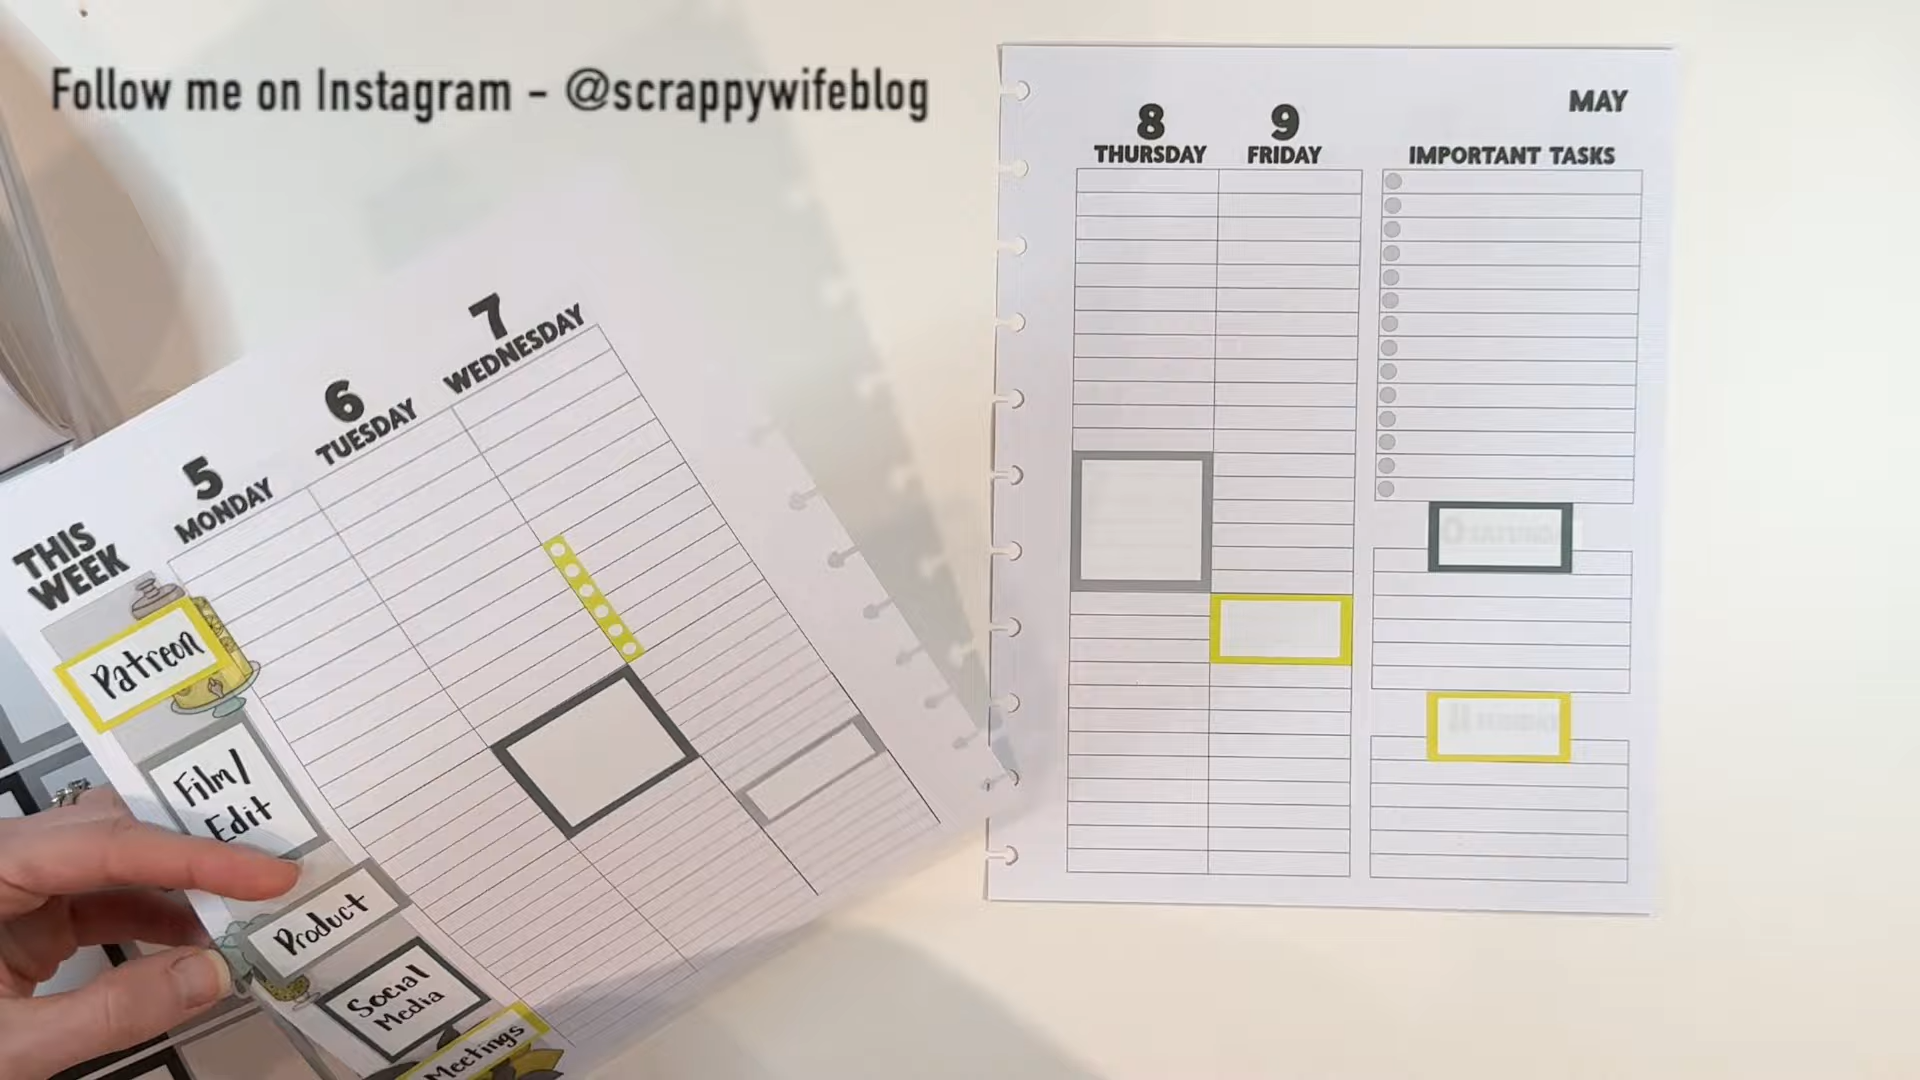 Follow me on Instagram - @scrappywifeblog
THIS
WEEK
5
MONDAY
6
TUESDAY
7
WEDNESDAY
Patreon
Film/
Edit
Product
Social
Media
Meetings
MAY
8
THURSDAY
9
FRIDAY
IMPORTANT TASKS